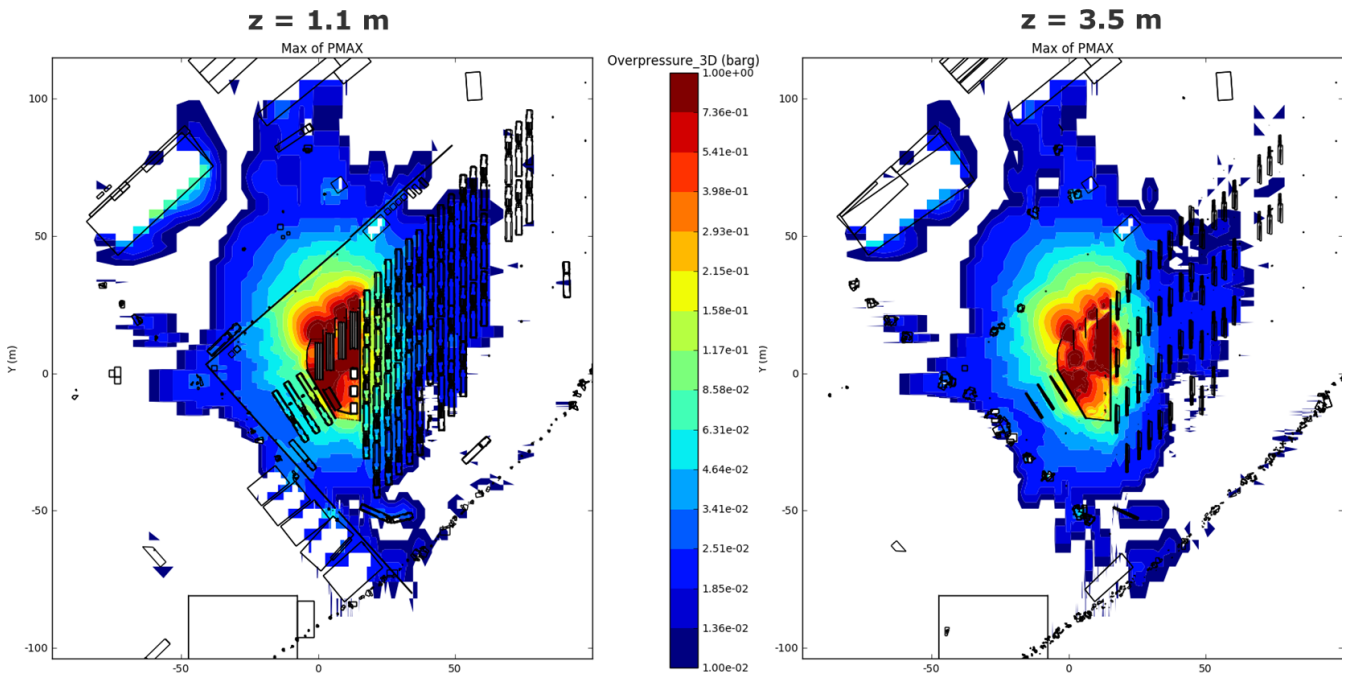 z = 1.1 m
z = 3.5 m
Max of PMAX
Overpressure_3D (barg)
Max of PMAX
1.00e+00
7.36e-01
5.41e-01
3.98e-01
2.93e-01
2.15e-01
1.58e-01
1.17e-01
8.58e-02
6.31e-02
4.64e-02
3.41e-02
2.51e-02
1.85e-02
1.36e-02
1.00e-02
Y (m)
100
50
0
-50
-100
-50
0
50
Y (m)
100
50
0
-50
-100
-50
0
50